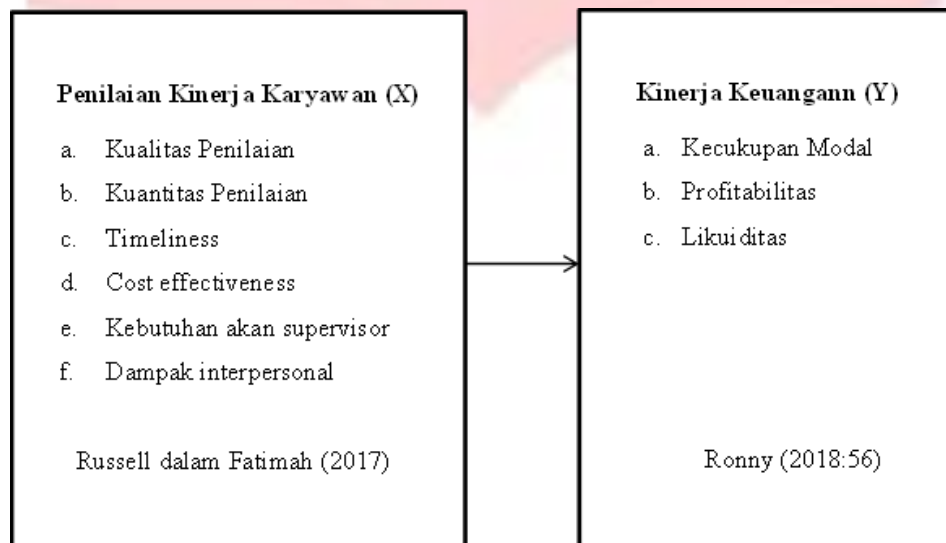 Penilaian Kinerja Karyawan (X)
a. Kualitas Penilaian
b. Kuantitas Penilaian
c. Timeliness
d. Cost effectiveness
e. Kebutuhan akan supervisor
f. Dampak interpersonal
Russell dalam Fatimah (2017)
Kinerja Keuangann (Y)
a. Kecukupan Modal
b. Profitabilitas
c. Likuiditas
Ronny (2018:56)